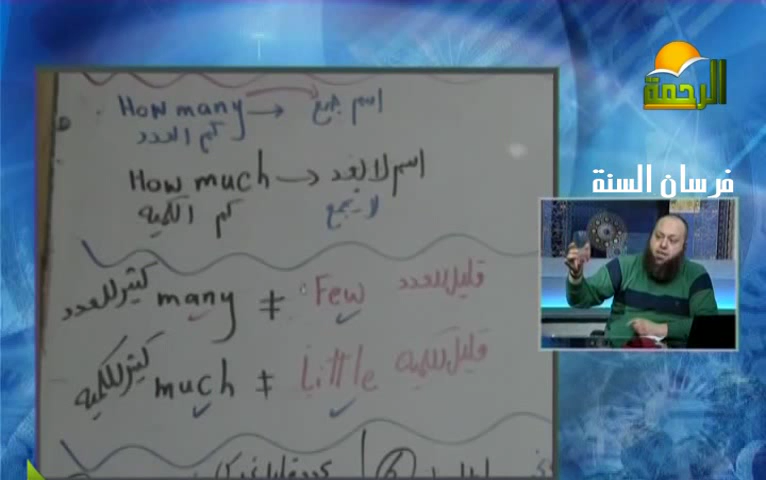 الرحمة
فرسان السنة
How many → اسم جمع
كم العدد
How much → اسم لا يعد
كم الكمية لا يجمع
كثير للعدد many ≠ Few قليل للعدد
كثير للكمية much ≠ Little قليل للكمية